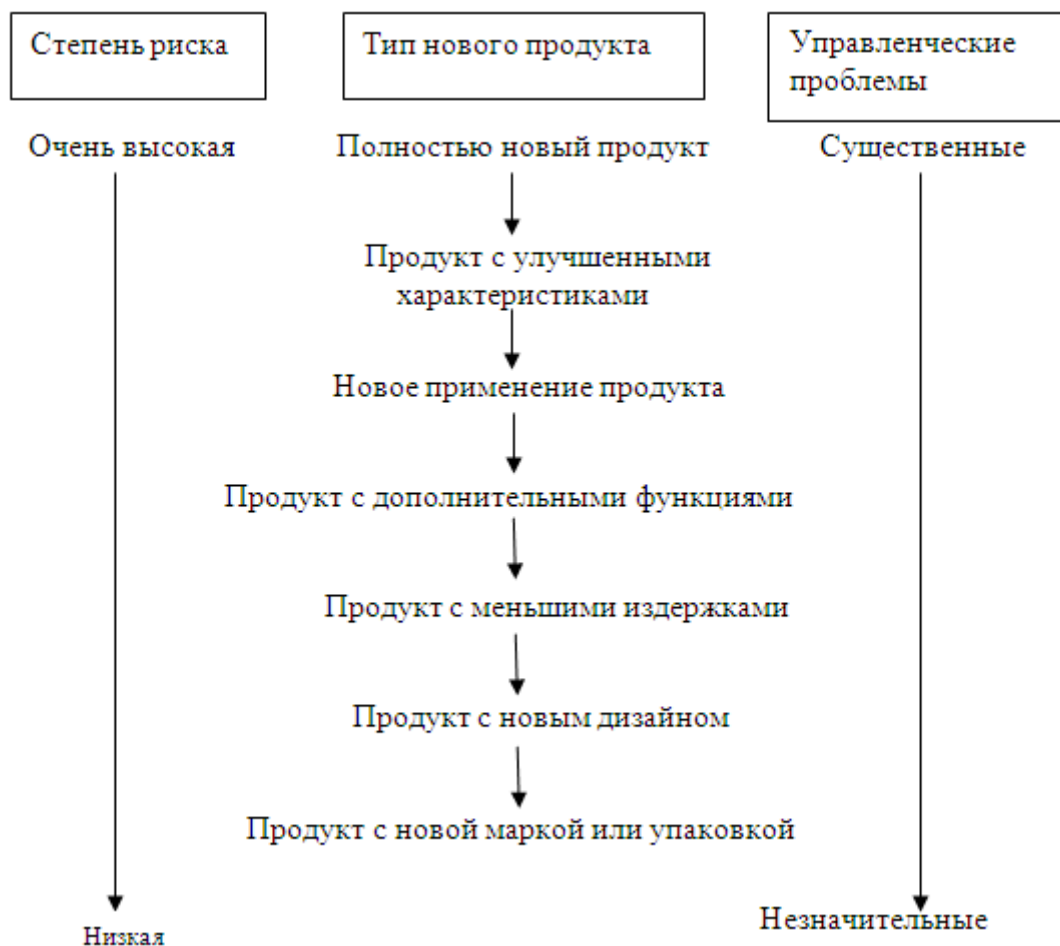 Степень риска
Тип нового продукта
Управленческие
проблемы
Очень высокая
Полностью новый продукт
Существенные
Продукт с улучшенными
характеристиками
Новое применение продукта
Продукт с дополнительными функциями
Продукт с меньшими издержками
Продукт с новым дизайном
Продукт с новой маркой или упаковкой
Низкая
Незначительные